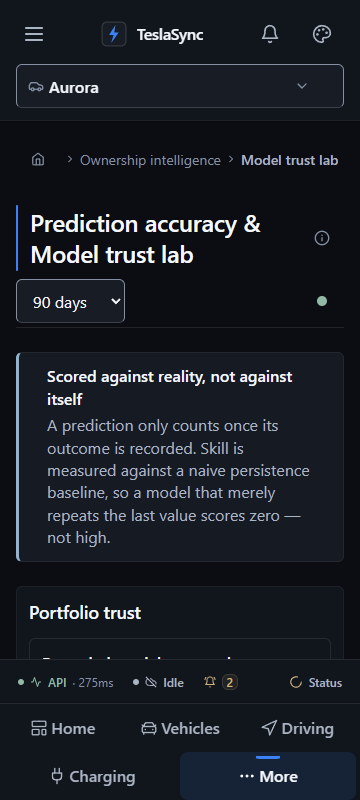 TeslaSync
Aurora
Ownership intelligence
Model trust lab
Prediction accuracy &
Model trust lab
90 days
Scored against reality, not against
itself
A prediction only counts once its
outcome is recorded. Skill is
measured against a naive persistence
baseline, so a model that merely
repeats the last value scores zero —
not high.
Portfolio trust
API · 275ms
Idle
2
Status
Home
Vehicles
Driving
Charging
More